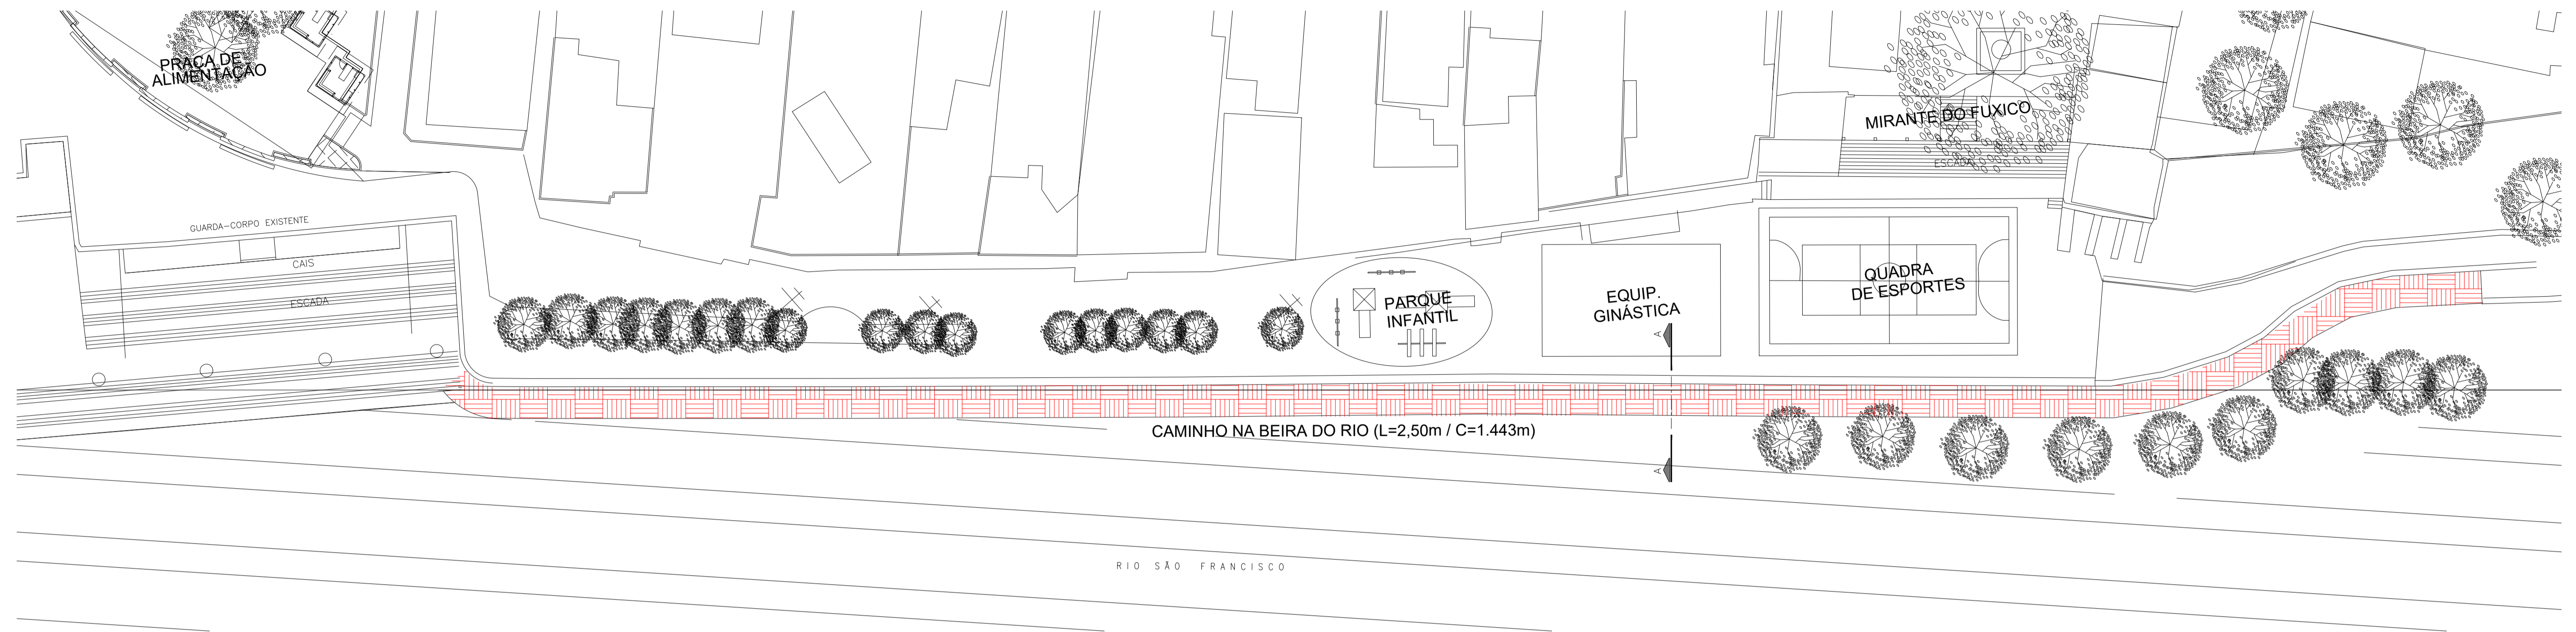 PRAÇA DE
ALIMENTAÇÃO
MIRANTE DO FUXICO
ESCADA
GUARDA-CORPO EXISTENTE
CAIS
ESCADA
PARQUE
INFANTIL
EQUIP.
GINÁSTICA
QUADRA
DE ESPORTES
A
CAMINHO NA BEIRA DO RIO (L=2,50m / C=1.443m)
A
RIO SÃO FRANCISCO